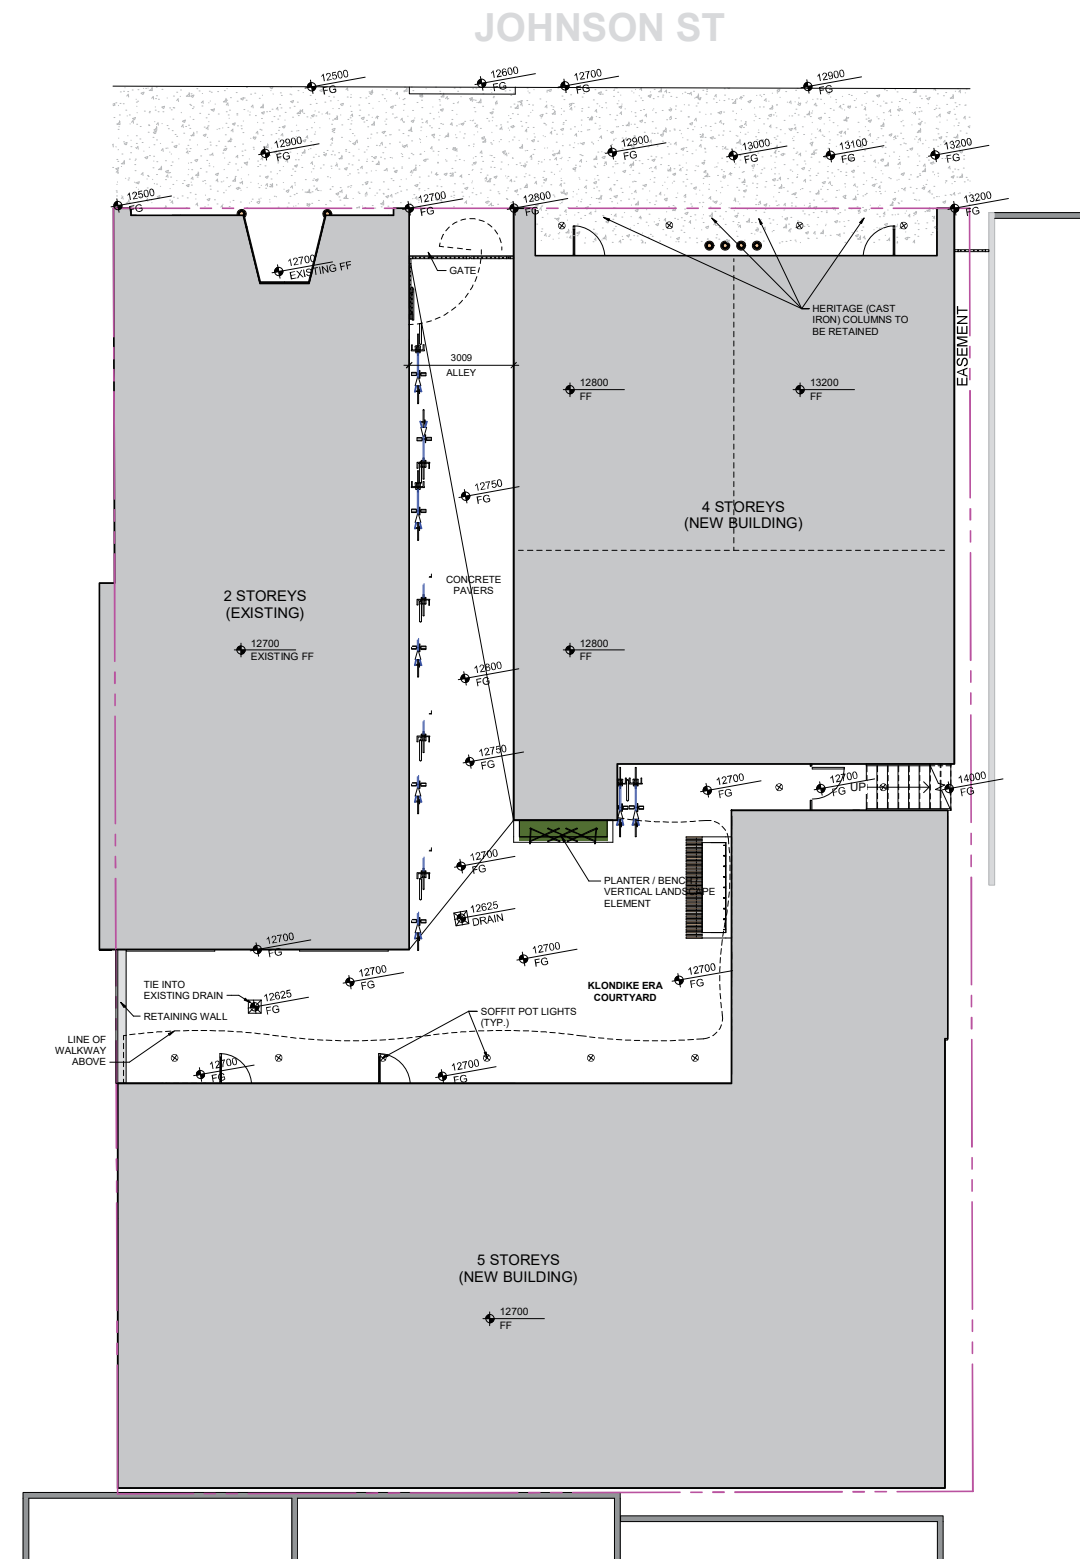 JOHNSON ST
12500
FG
12600
FG
12700
FG
12900
FG
12900
FG
12900
FG
13000
FG
13100
FG
13200
FG
12500
FG
12700
FG
12800
FG
13200
FG
12700
EXISTING FF
GATE
HERITAGE (CAST
IRON) COLUMNS TO
BE RETAINED
EASEMENT
3009
ALLEY
12800
FF
13200
FF
12750
FG
4 STOREYS
(NEW BUILDING)
CONCRETE
PAVERS
2 STOREYS
(EXISTING)
12700
EXISTING FF
12800
FF
12800
FG
12750
FG
12700
FG
12700
FG
UP
14000
FG
12700
FG
PLANTER / BENCH
VERTICAL LANDSCAPE
ELEMENT
12625
DRAIN
12700
FG
12700
FG
12700
FG
12700
FG
KLONDIKE ERA
COURTYARD
TIE INTO
EXISTING DRAIN
12625
FG
RETAINING WALL
SOFFIT POT LIGHTS
(TYP.)
LINE OF
WALKWAY
ABOVE
12700
FG
12700
FG
5 STOREYS
(NEW BUILDING)
12700
FF